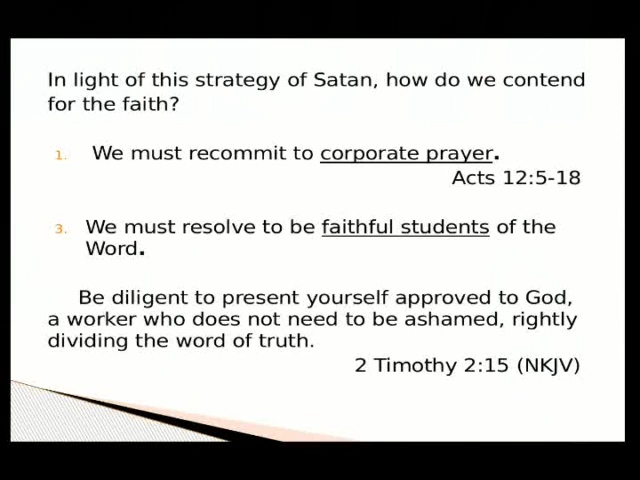 In light of this strategy of Satan, how do we contend
for the faith?
1. We must recommit to corporate prayer.
Acts 12:5-18
3. We must resolve to be faithful students of the
Word.
Be diligent to present yourself approved to God,
a worker who does not need to be ashamed, rightly
dividing the word of truth.
2 Timothy 2:15 (NKJV)